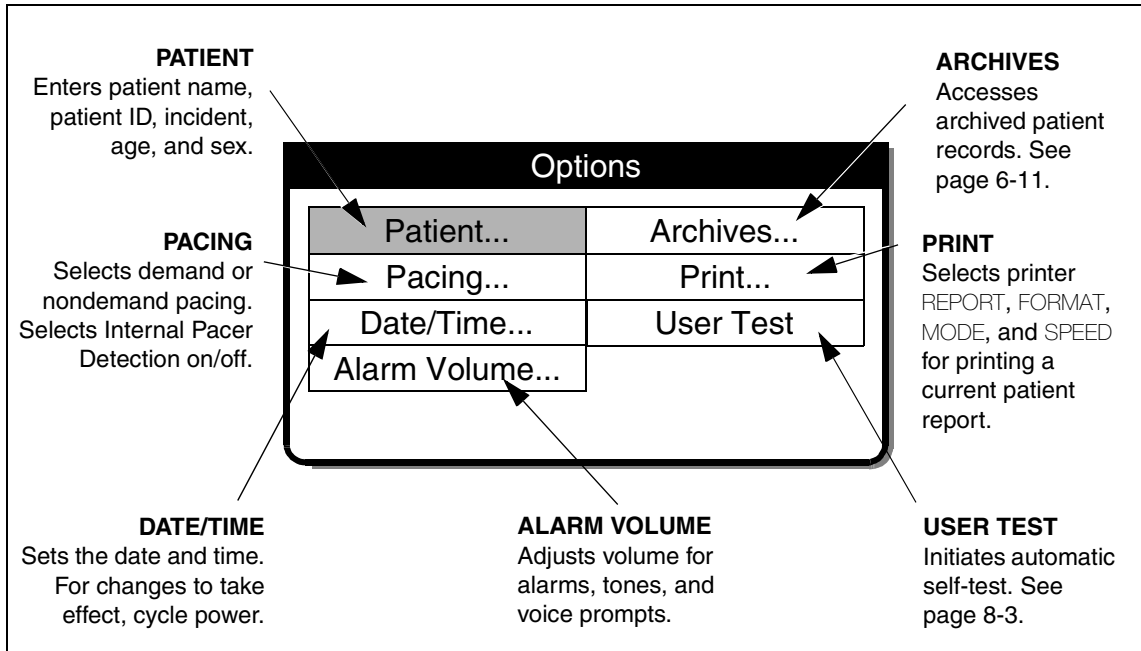 PATIENT
Enters patient name,
patient ID, incident,
age, and sex.
ARCHIVES
Accesses
archived patient
records. See
page 6-11.
Options
Patient...
Archives...
Pacing...
Print...
Date/Time...
User Test
Alarm Volume...
PACING
Selects demand or
nondemand pacing.
Selects Internal Pacer
Detection on/off.
PRINT
Selects printer
REPORT, FORMAT,
MODE, and SPEED
for printing a
current patient
report.
DATE/TIME
Sets the date and time.
For changes to take
effect, cycle power.
ALARM VOLUME
Adjusts volume for
alarms, tones, and
voice prompts.
USER TEST
Initiates automatic
self-test. See
page 8-3.